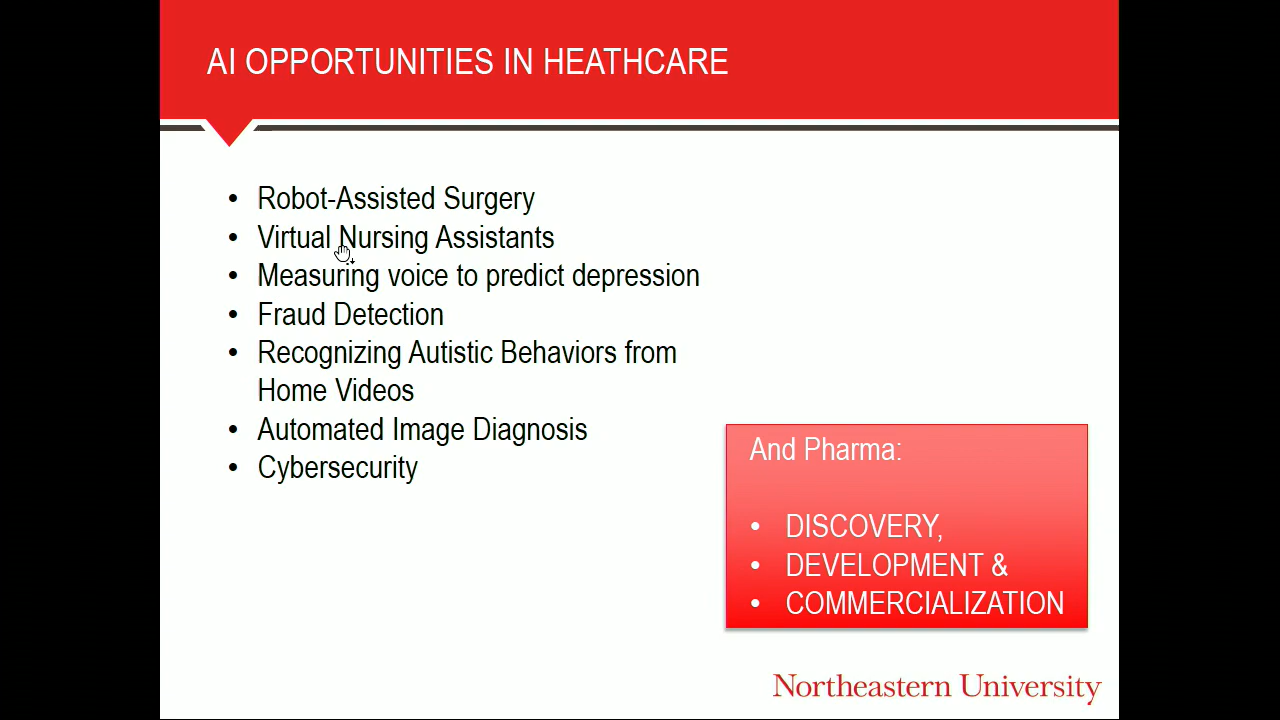 AI OPPORTUNITIES IN HEATHCARE
• Robot-Assisted Surgery
• Virtual Nursing Assistants
• Measuring voice to predict depression
• Fraud Detection
• Recognizing Autistic Behaviors from
Home Videos
• Automated Image Diagnosis
• Cybersecurity
And Pharma:
• DISCOVERY,
• DEVELOPMENT &
• COMMERCIALIZATION
Northeastern University